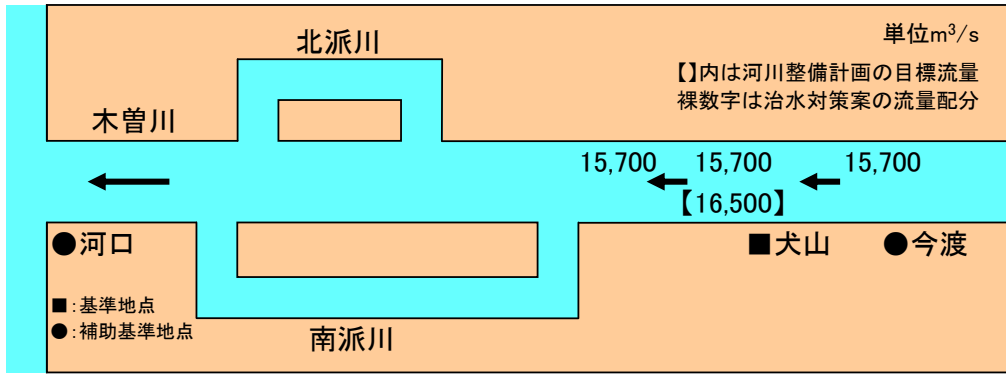 北派川
単位m³/s
【】内は河川整備計画の目標流量
裸数字は治水対策案の流量配分
木曽川
15,700 15,700 15,700
【16,500】
●河口
■犬山 ●今渡
■:基準地点
●:補助基準地点
南派川